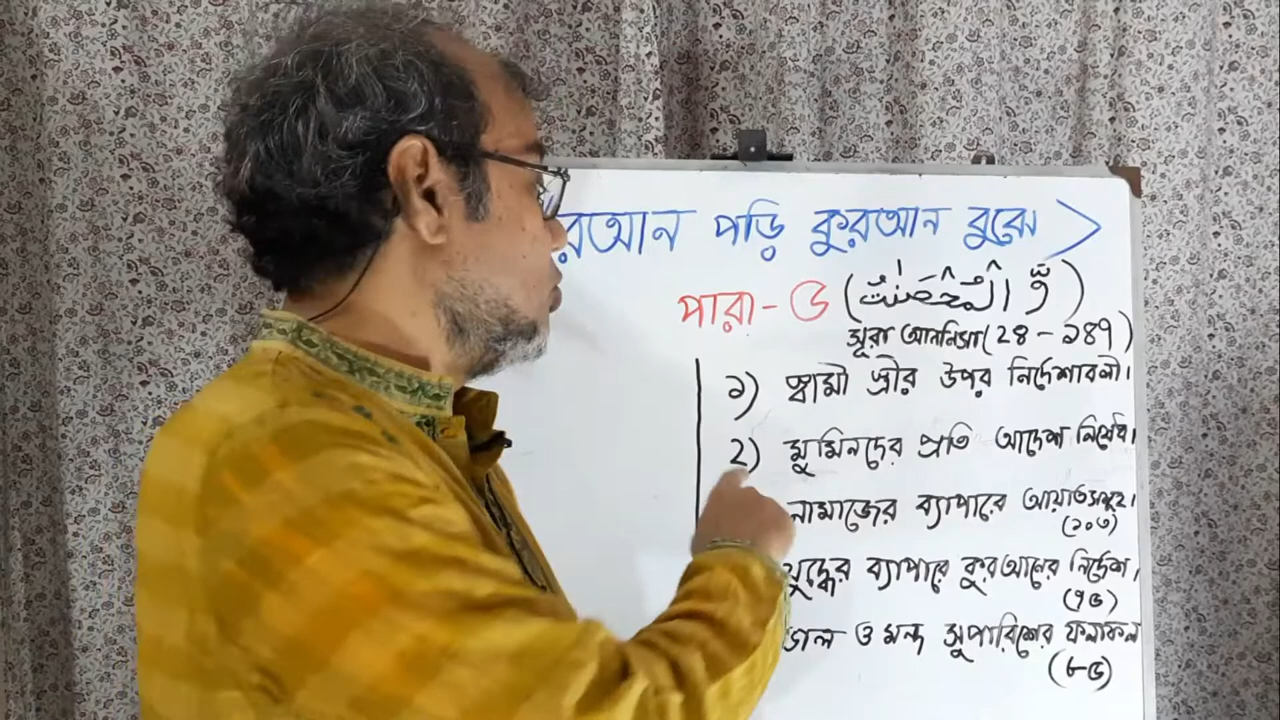 রআন পড়ি কুরআন বুঝে >
পারা - ৫ (وَّ الْمُحْصَنٰتُ)
সূরা আননিসা (২৪ - ১৪৭)
১) স্বামী স্ত্রীর উপর নির্দেশাবলী।
২) মুমিনদের প্রতি আদেশ নিষেধ।
নামাজের ব্যাপারে আয়াতসমূহ।
(১০৩)
যুদ্ধের ব্যাপারে কুরআনের নির্দেশ।
(৭৫)
ভাল ও মন্দ সুপারিশের ফলাফল
(৮৫)